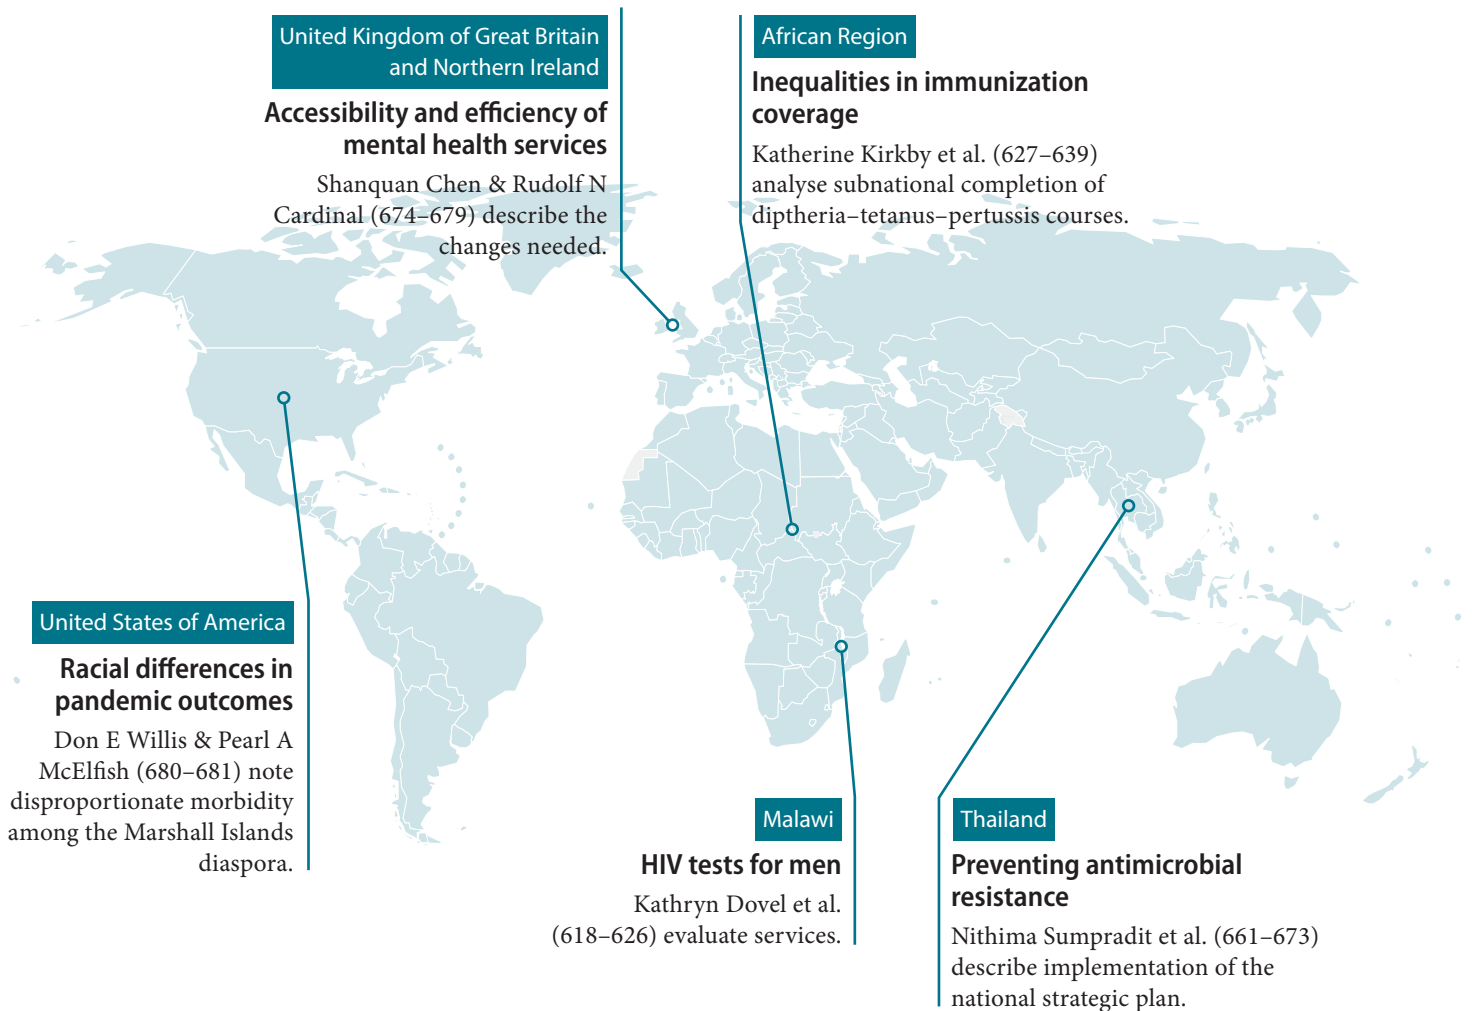 United Kingdom of Great Britain
and Northern Ireland
Accessibility and efficiency of
mental health services
Shanquan Chen & Rudolf N
Cardinal (674–679) describe the
changes needed.
African Region
Inequalities in immunization
coverage
Katherine Kirkby et al. (627–639)
analyse subnational completion of
diptheria–tetanus–pertussis courses.
United States of America
Racial differences in
pandemic outcomes
Don E Willis & Pearl A
McElfish (680–681) note
disproportionate morbidity
among the Marshall Islands
diaspora.
Malawi
HIV tests for men
Kathryn Dovel et al.
(618–626) evaluate services.
Thailand
Preventing antimicrobial
resistance
Nithima Sumpradit et al. (661–673)
describe implementation of the
national strategic plan.